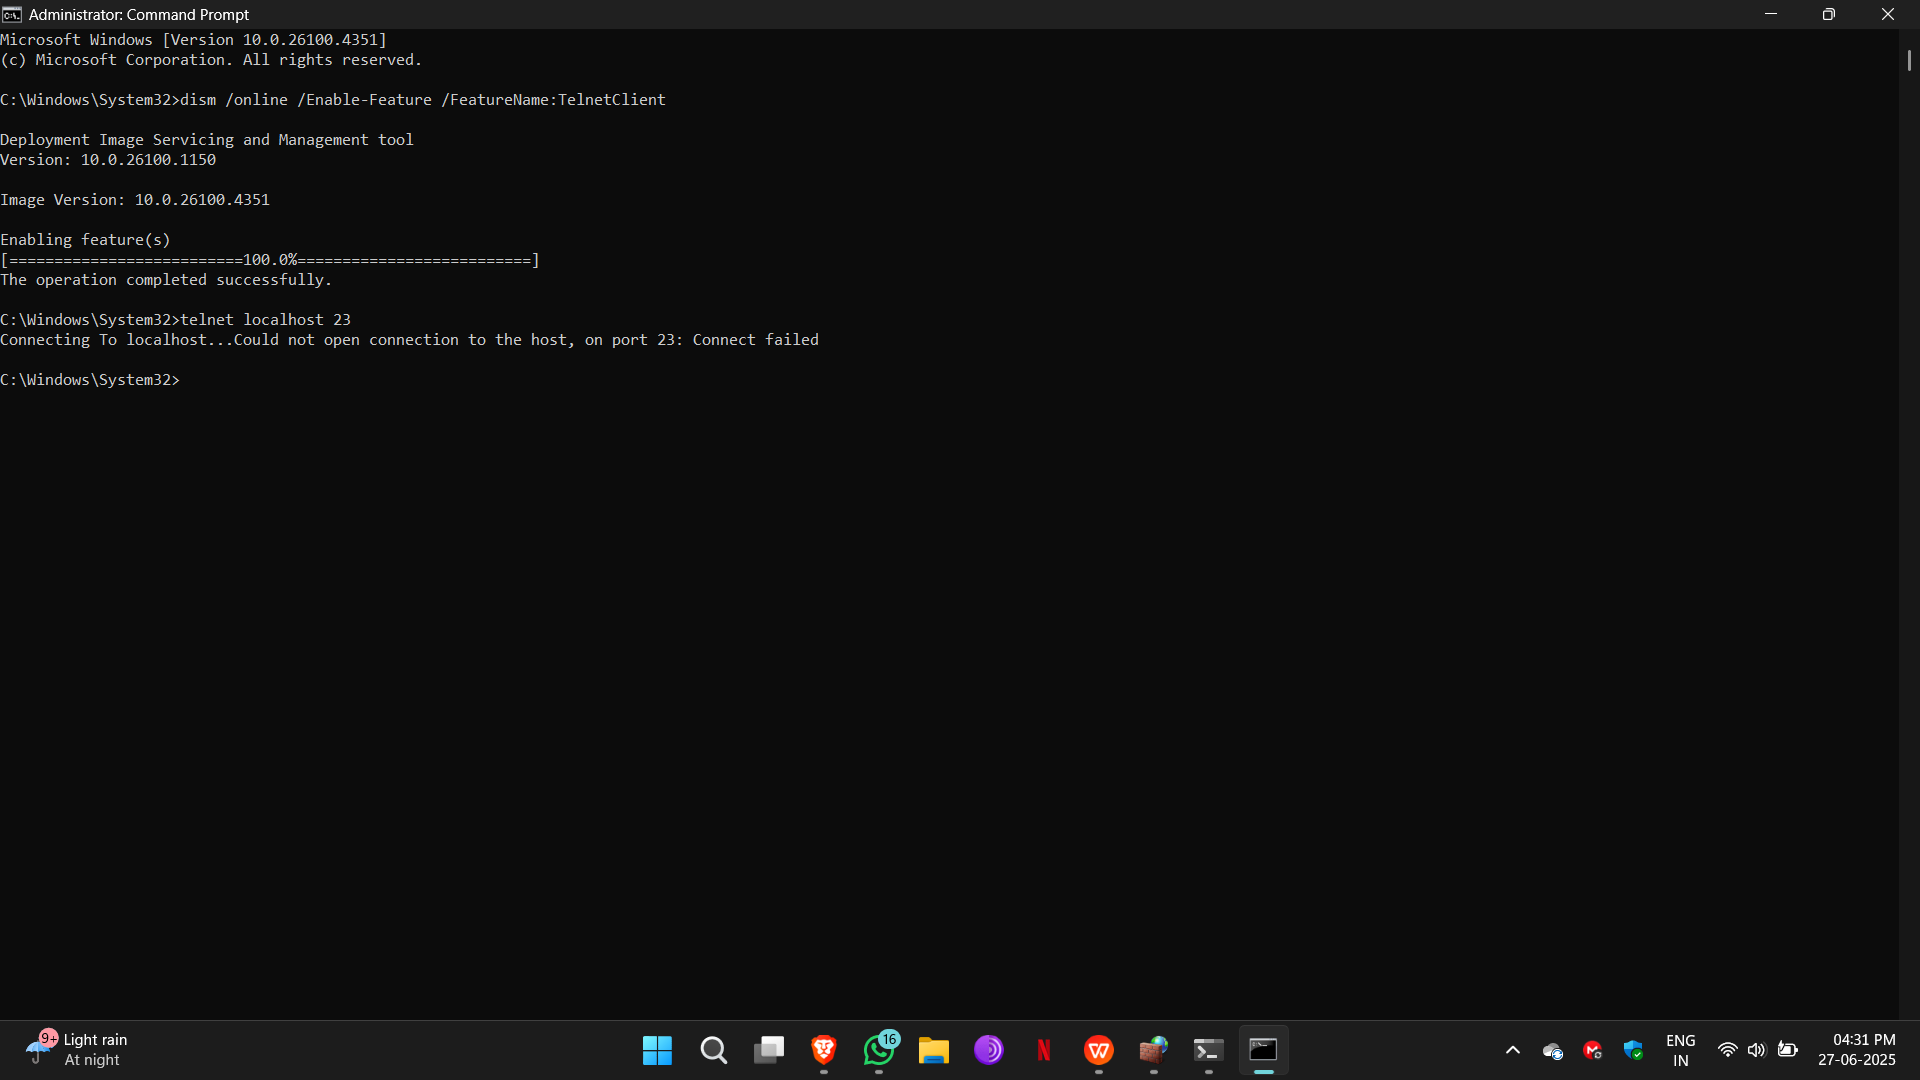 Administrator: Command Prompt
Microsoft Windows [Version 10.0.26100.4351]
(c) Microsoft Corporation. All rights reserved.
C:\Windows\System32>dism /online /Enable-Feature /FeatureName:TelnetClient
Deployment Image Servicing and Management tool
Version: 10.0.26100.1150
Image Version: 10.0.26100.4351
Enabling feature(s)
[==========================100.0%==========================]
The operation completed successfully.
C:\Windows\System32>telnet localhost 23
Connecting To localhost...Could not open connection to the host, on port 23: Connect failed
C:\Windows\System32>
9+
Light rain
At night
16
ENG
IN
04:31 PM
27-06-2025